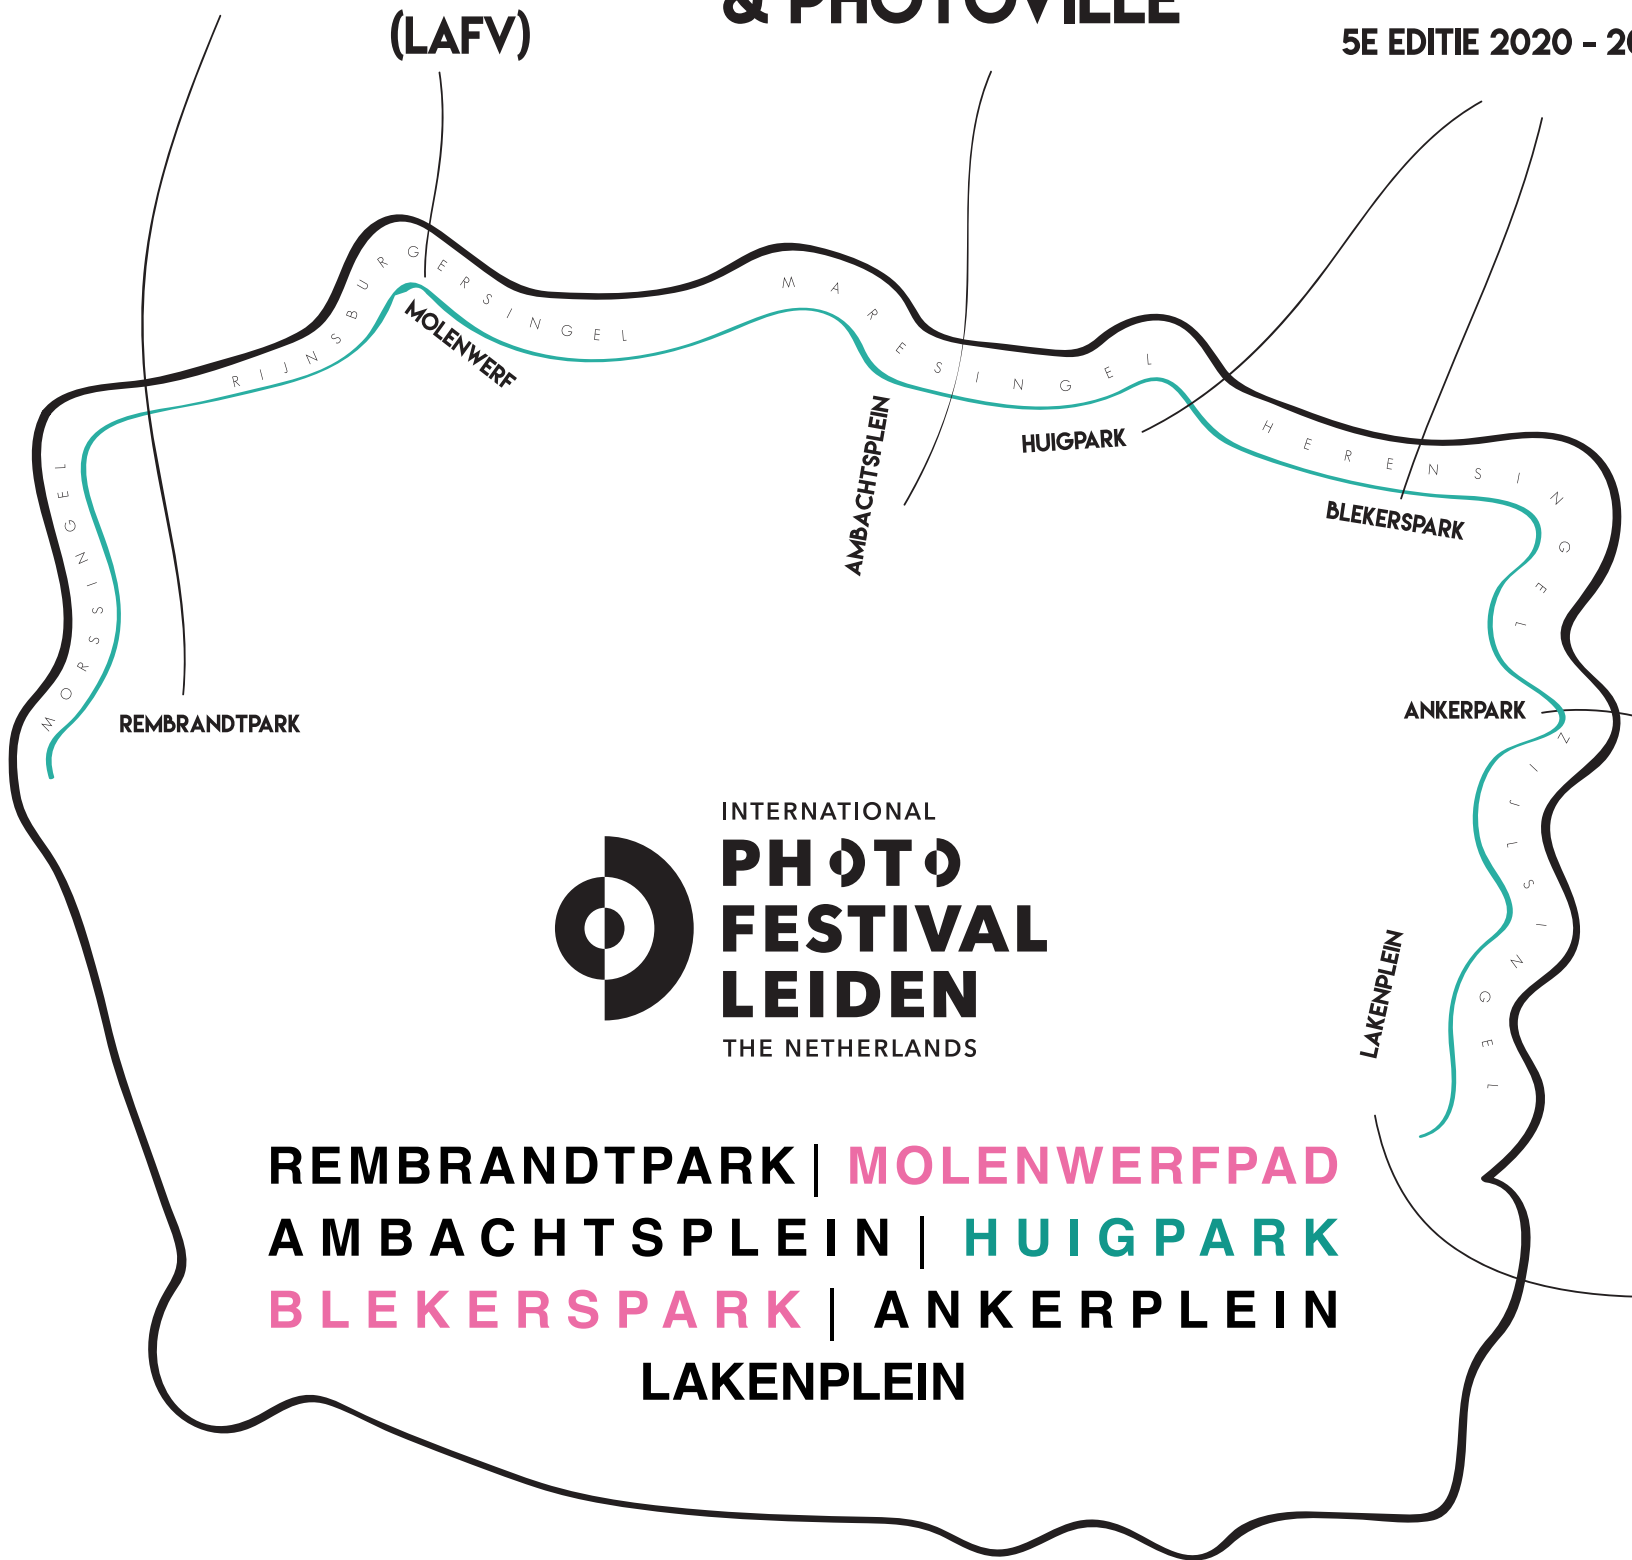 & PHOTOVILLE
(LAFV)
5E EDITIE 2020 - 20
RIJNSBURGERSINGEL
MARESINGEL
HERENSINGEL
MORSSINGEL
ZIJLSINGEL
MOLENWERF
AMBACHTSPLEIN
HUIGPARK
BLEKERSPARK
REMBRANDTPARK
ANKERPARK
LAKENPLEIN
INTERNATIONAL
PHOTO
FESTIVAL
LEIDEN
THE NETHERLANDS
REMBRANDTPARK | MOLENWERFPAD
AMBACHTSPLEIN | HUIGPARK
BLEKERSPARK | ANKERPLEIN
LAKENPLEIN